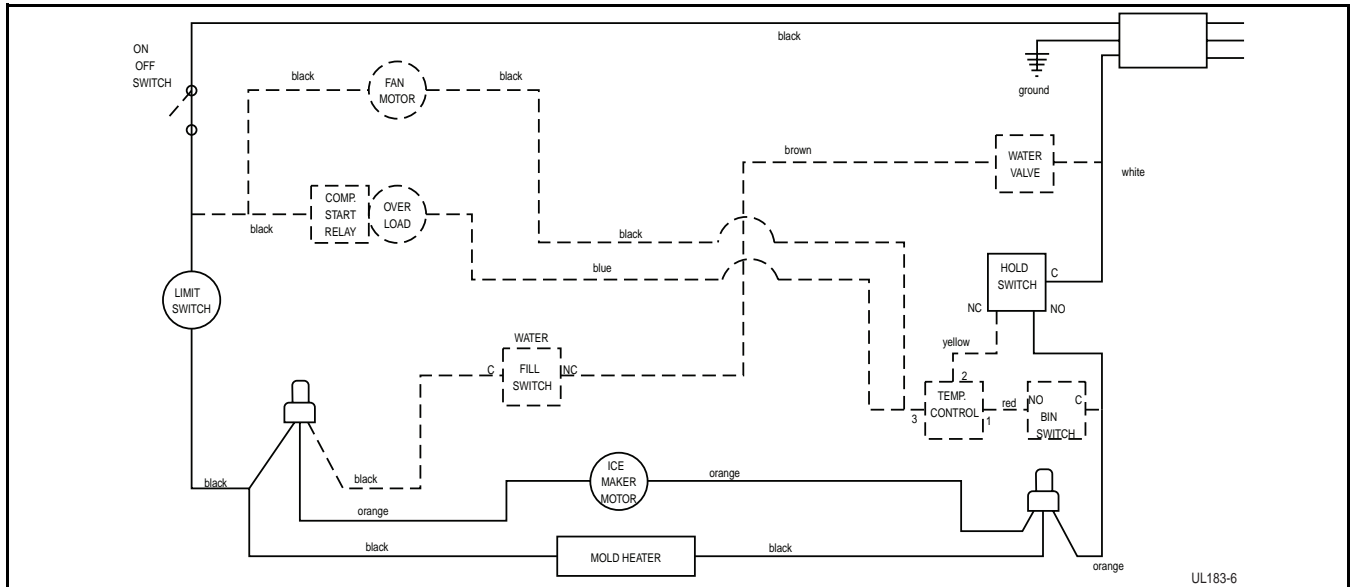 black
ON
OFF
SWITCH
ground
black
FAN
MOTOR
black
brown
WATER
VALVE
white
COMP.
START
RELAY
OVER
LOAD
black
black
blue
HOLD
SWITCH
C
NC
NO
LIMIT
SWITCH
WATER
C
FILL
SWITCH
NC
yellow
2
TEMP.
CONTROL
3
1
red
NO
C
BIN
SWITCH
black
black
orange
ICE
MAKER
MOTOR
orange
black
MOLD HEATER
black
orange
UL183-6